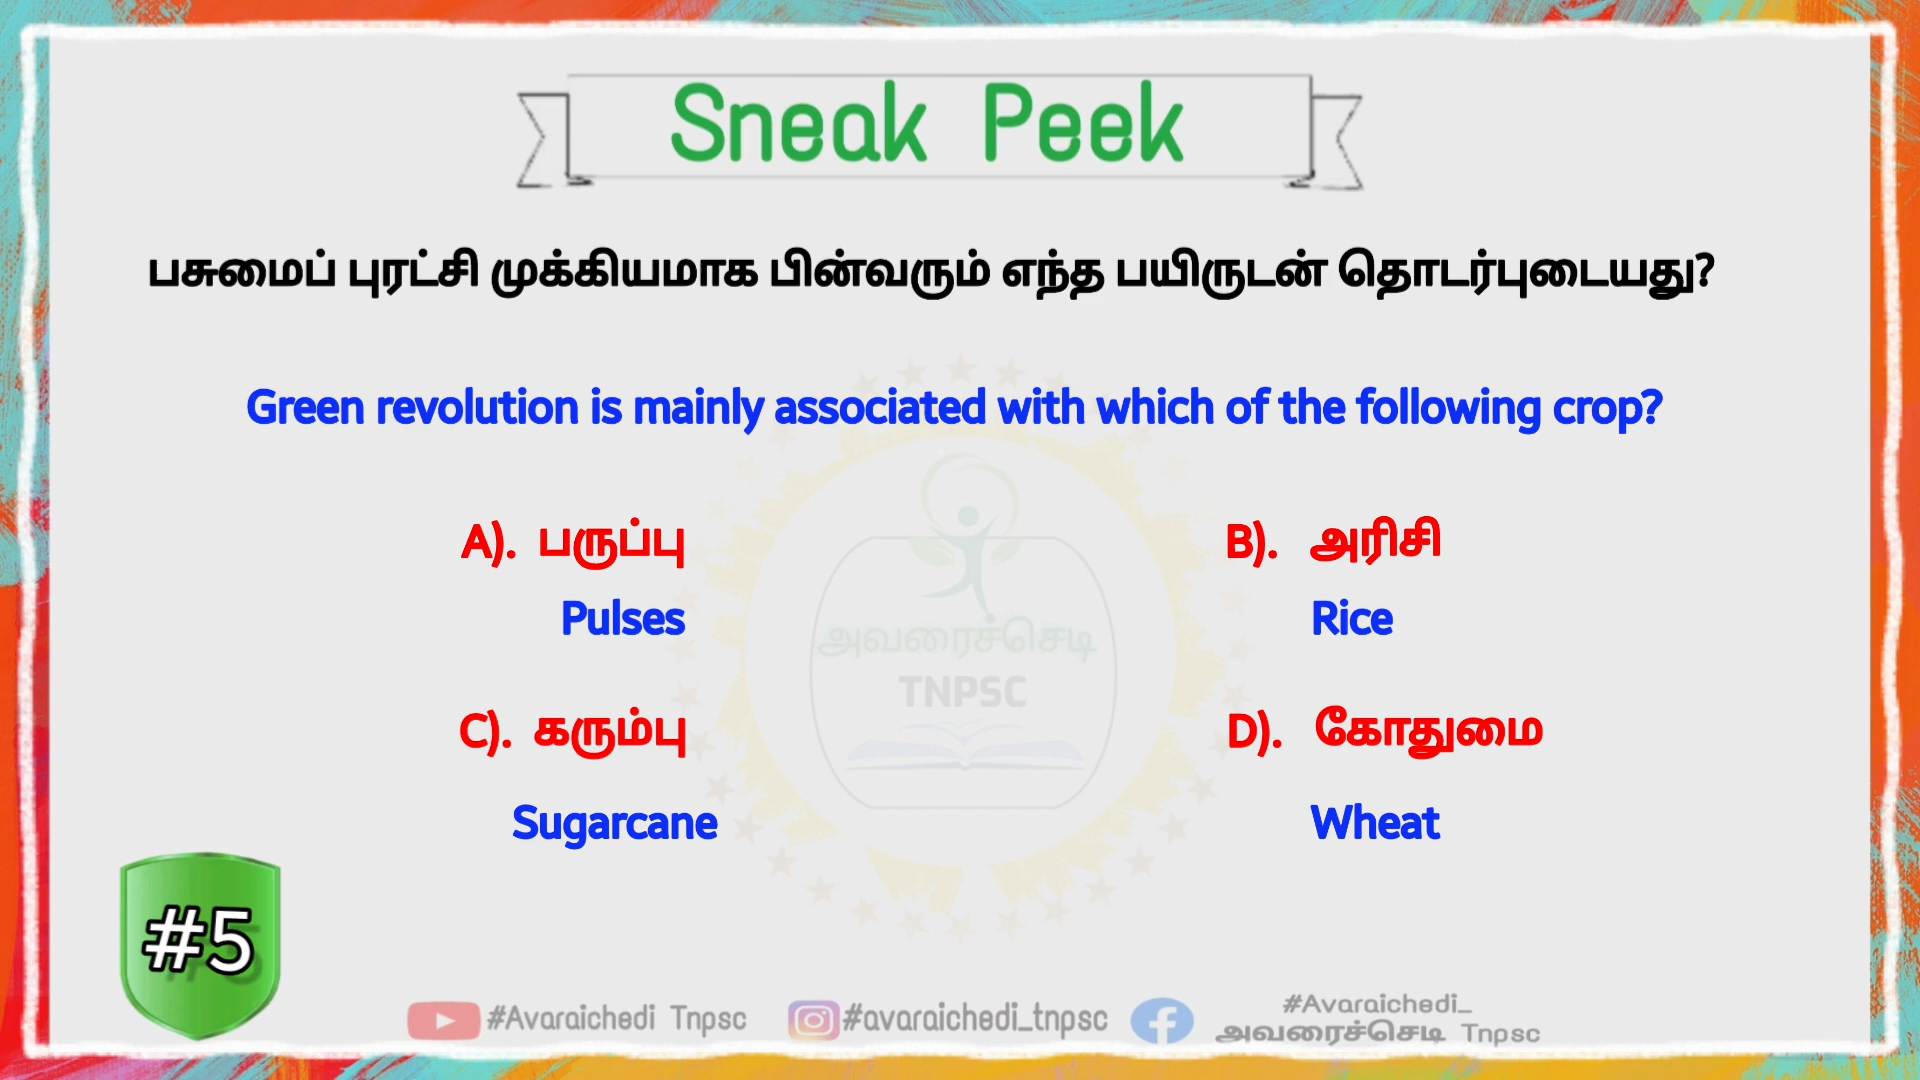 Sneak Peek
பசுமைப் புரட்சி முக்கியமாக பின்வரும் எந்த பயிருடன் தொடர்புடையது?
Green revolution is mainly associated with which of the following crop?
A). பருப்பு
Pulses
B). அரிசி
Rice
C). கரும்பு
Sugarcane
D). கோதுமை
Wheat
அவரைச்செடி
TNPSC
#5
#Avaraichedi Tnpsc
#avaraichedi_tnpsc
#Avaraichedi_
அவரைச்செடி Tnpsc